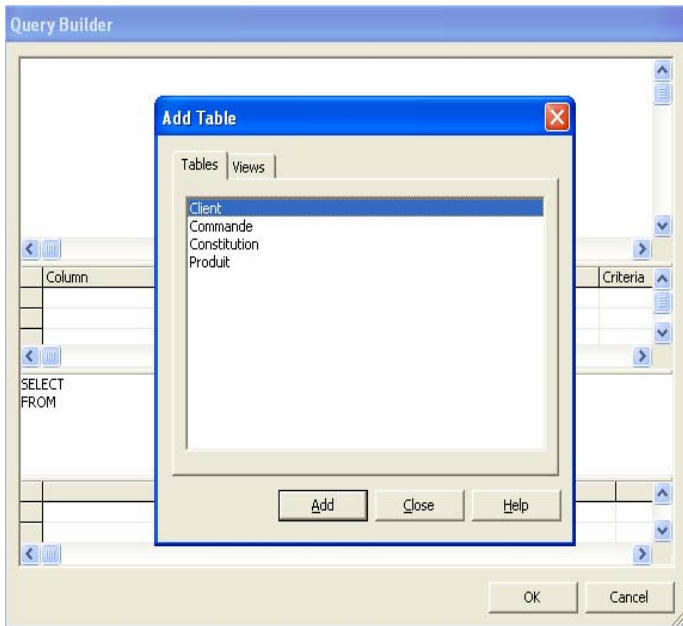 Query Builder
Add Table
Tables Views
Client
Commande
Constitution
Produit
Column Criteria
SELECT
FROM
Add Close Help
OK Cancel